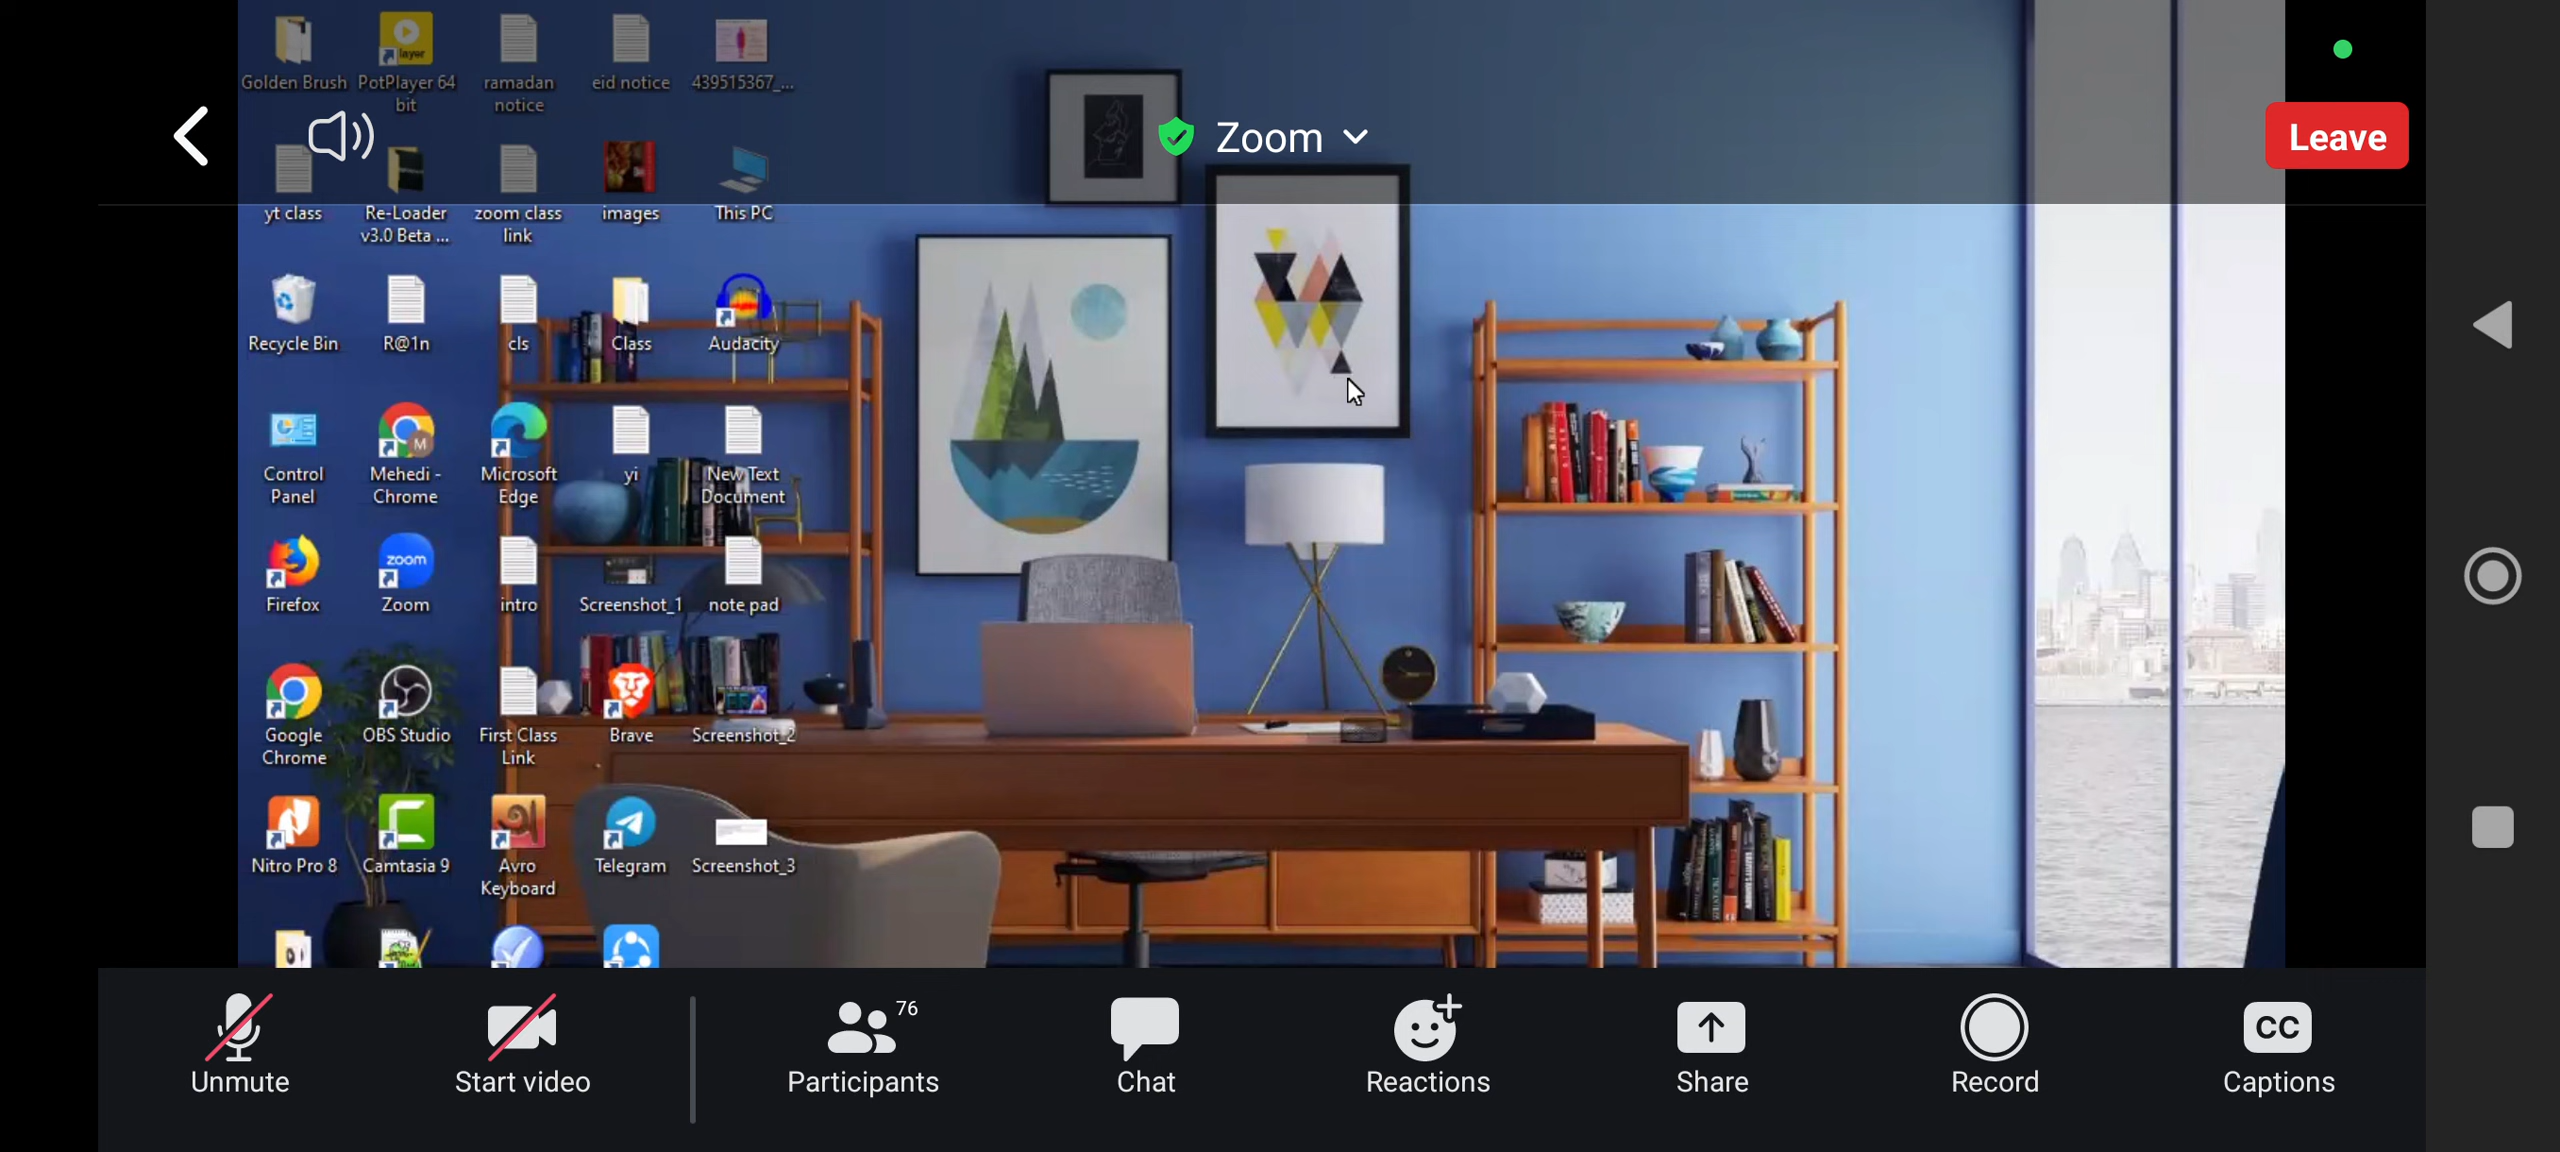 Golden Brush
PotPlayer 64
bit
ramadan
notice
eid notice
439515367_...
layer
Zoom
Leave
yt class
Re-Loader
v3.0 Beta ...
zoom class
link
images
This PC
Recycle Bin
R@1n
cls
Class
Audacity
Control
Panel
Mehedi -
Chrome
M
Microsoft
Edge
yi
New Text
Document
zoom
Firefox
Zoom
intro
Screenshot_1
note pad
Google
Chrome
OBS Studio
First Class
Link
Brave
Screenshot_2
Nitro Pro 8
Camtasia 9
Avro
Keyboard
Telegram
Screenshot_3
Unmute
Start video
76
Participants
Chat
Reactions
Share
Record
CC
Captions